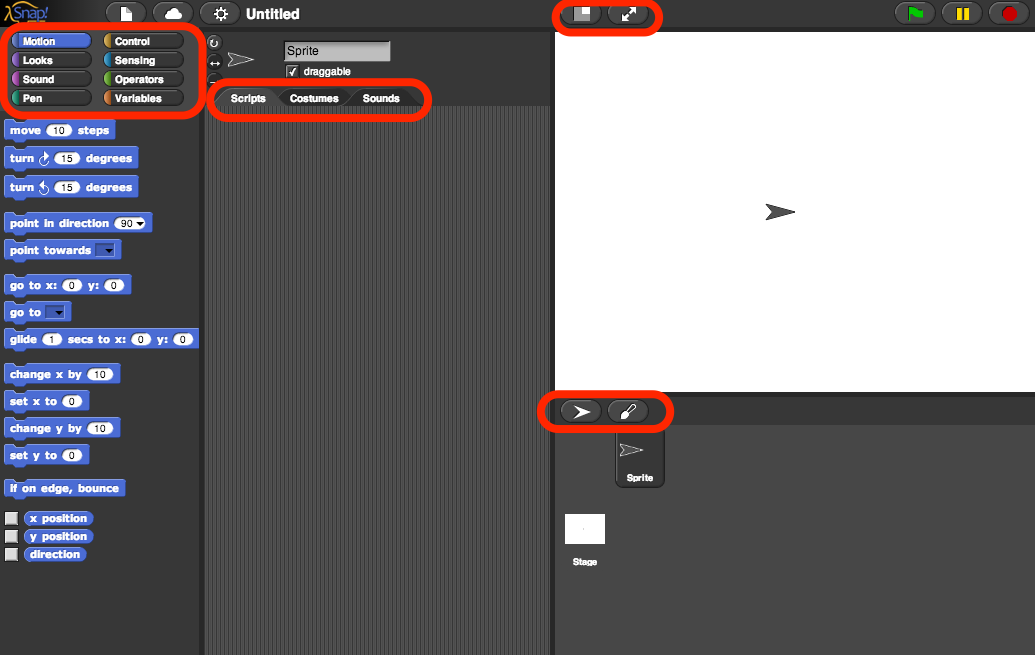 Snap! Untitled
Motion Control
Looks Sensing
Sound Operators
Pen Variables
Sprite
draggable
Scripts Costumes Sounds
move 10 steps
turn 15 degrees
turn 15 degrees
point in direction 90
point towards
go to x: 0 y: 0
go to
glide 1 secs to x: 0 y: 0
change x by 10
set x to 0
change y by 10
set y to 0
if on edge, bounce
x position
y position
direction
Sprite
Stage